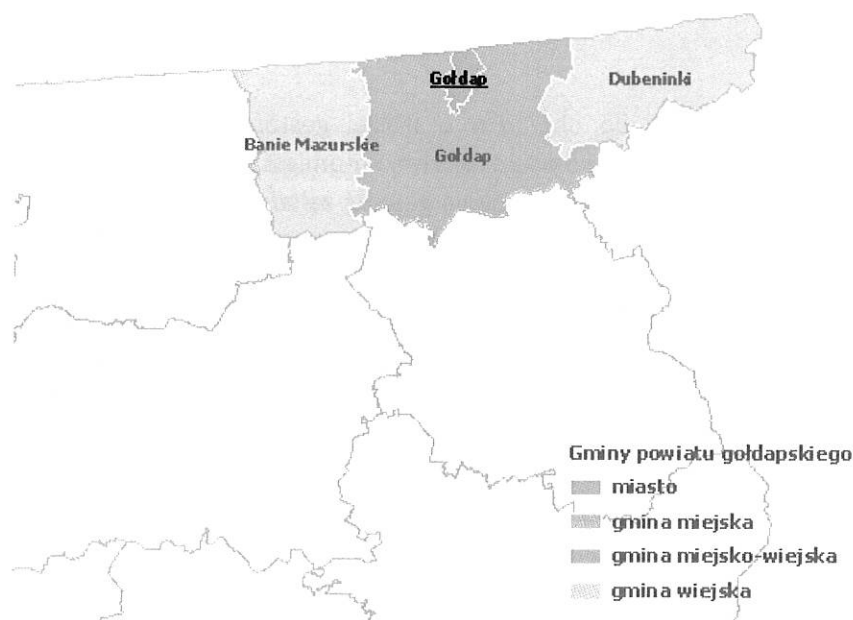 Gołdap
Dubeninki
Banie Mazurskie
Gołdap
Gminy powiatu gołdapskiego
miasto
gmina miejska
gmina miejsko-wiejska
gmina wiejska